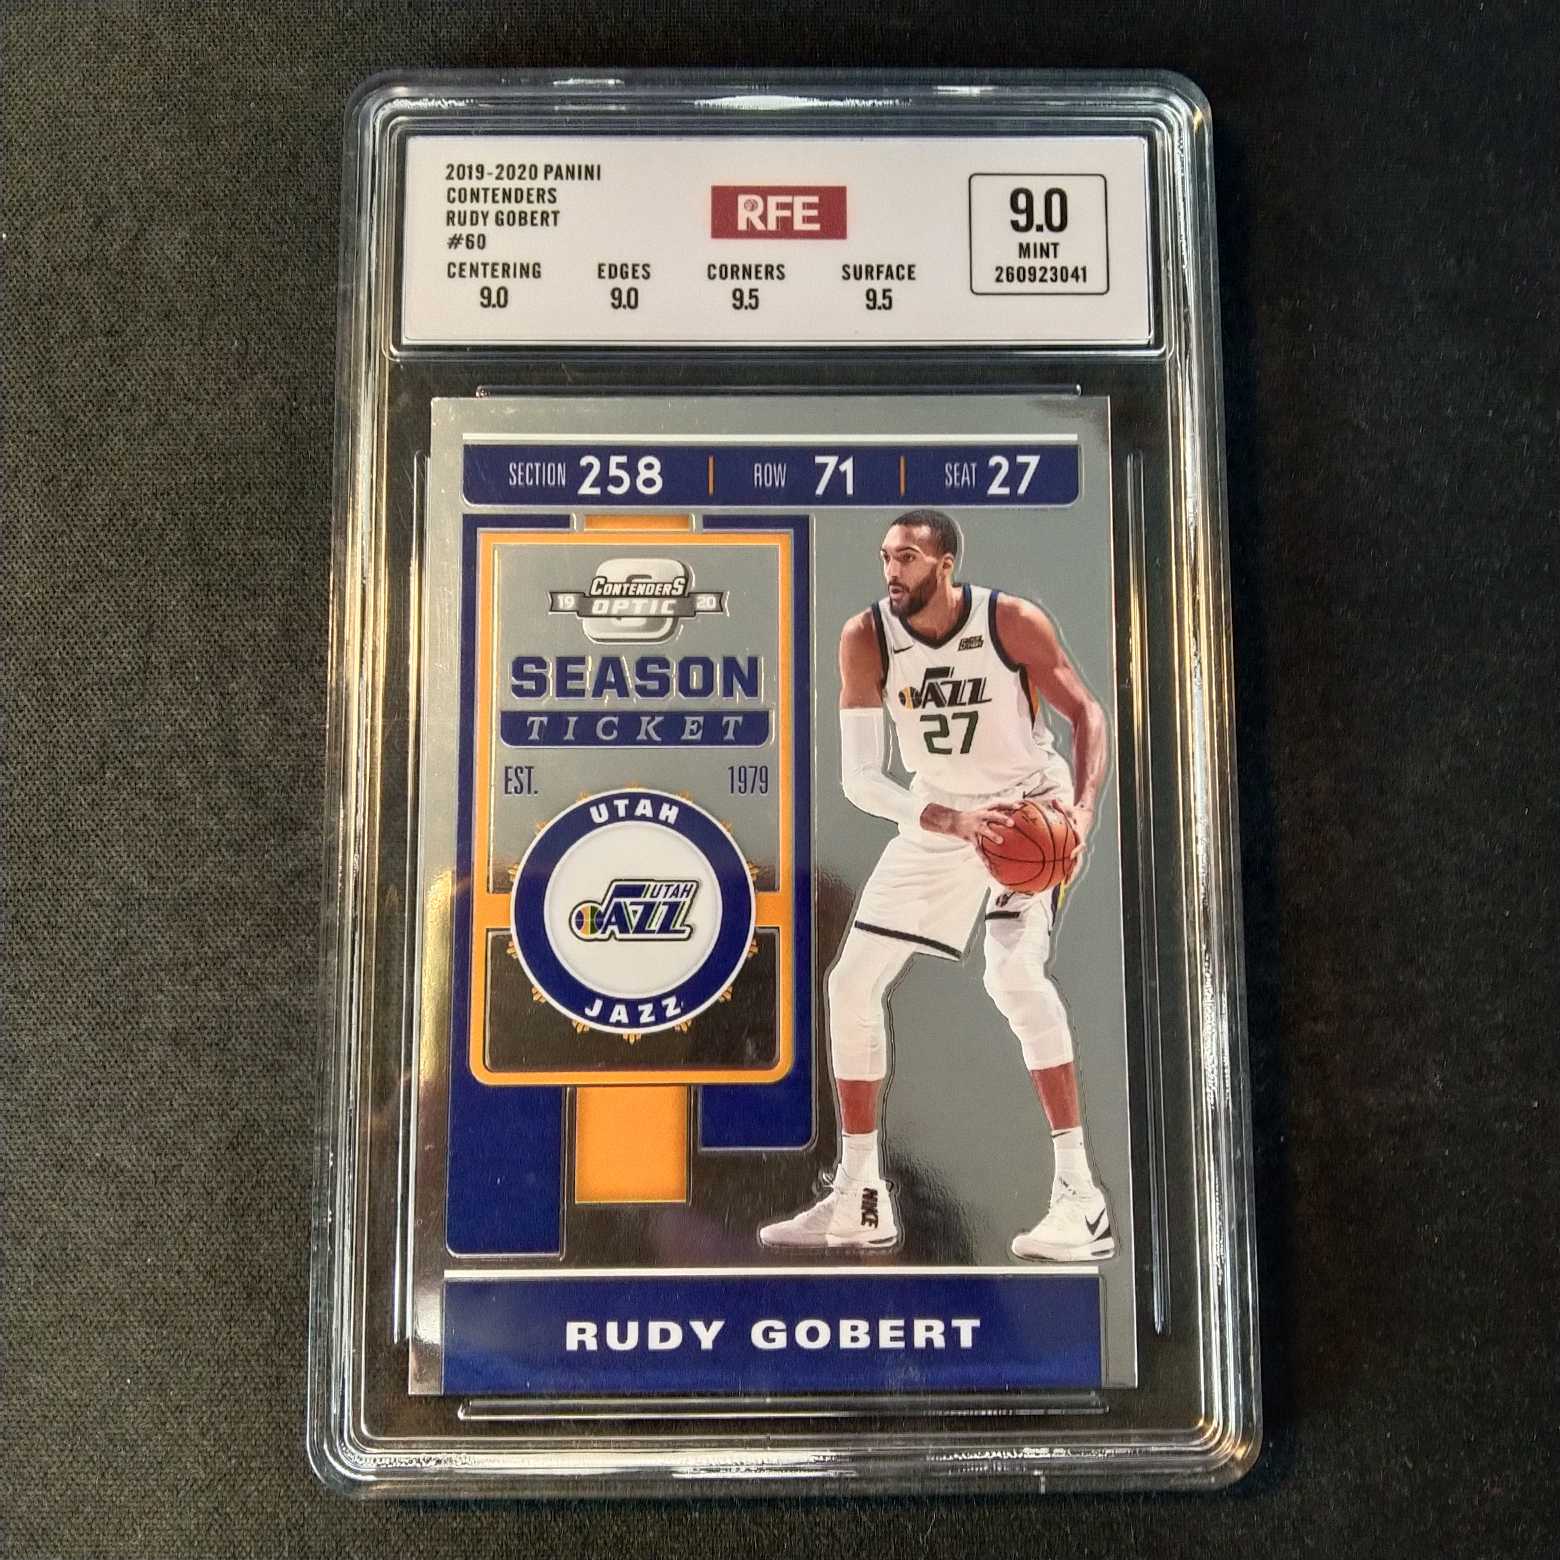 2019-2020 PANINI
CONTENDERS
RUDY GOBERT
#60
RFE
9.0
MINT
260923041
CENTERING EDGES CORNERS SURFACE
9.0 9.0 9.5 9.5
SECTION 258 ROW 71 SEAT 27
CONTENDERS
19 OPTIC 20
SEASON
TICKET
EST. 1979
UTAH
UTAH
JAZZ
JAZZ
JAZZ
27
NIKE
RUDY GOBERT